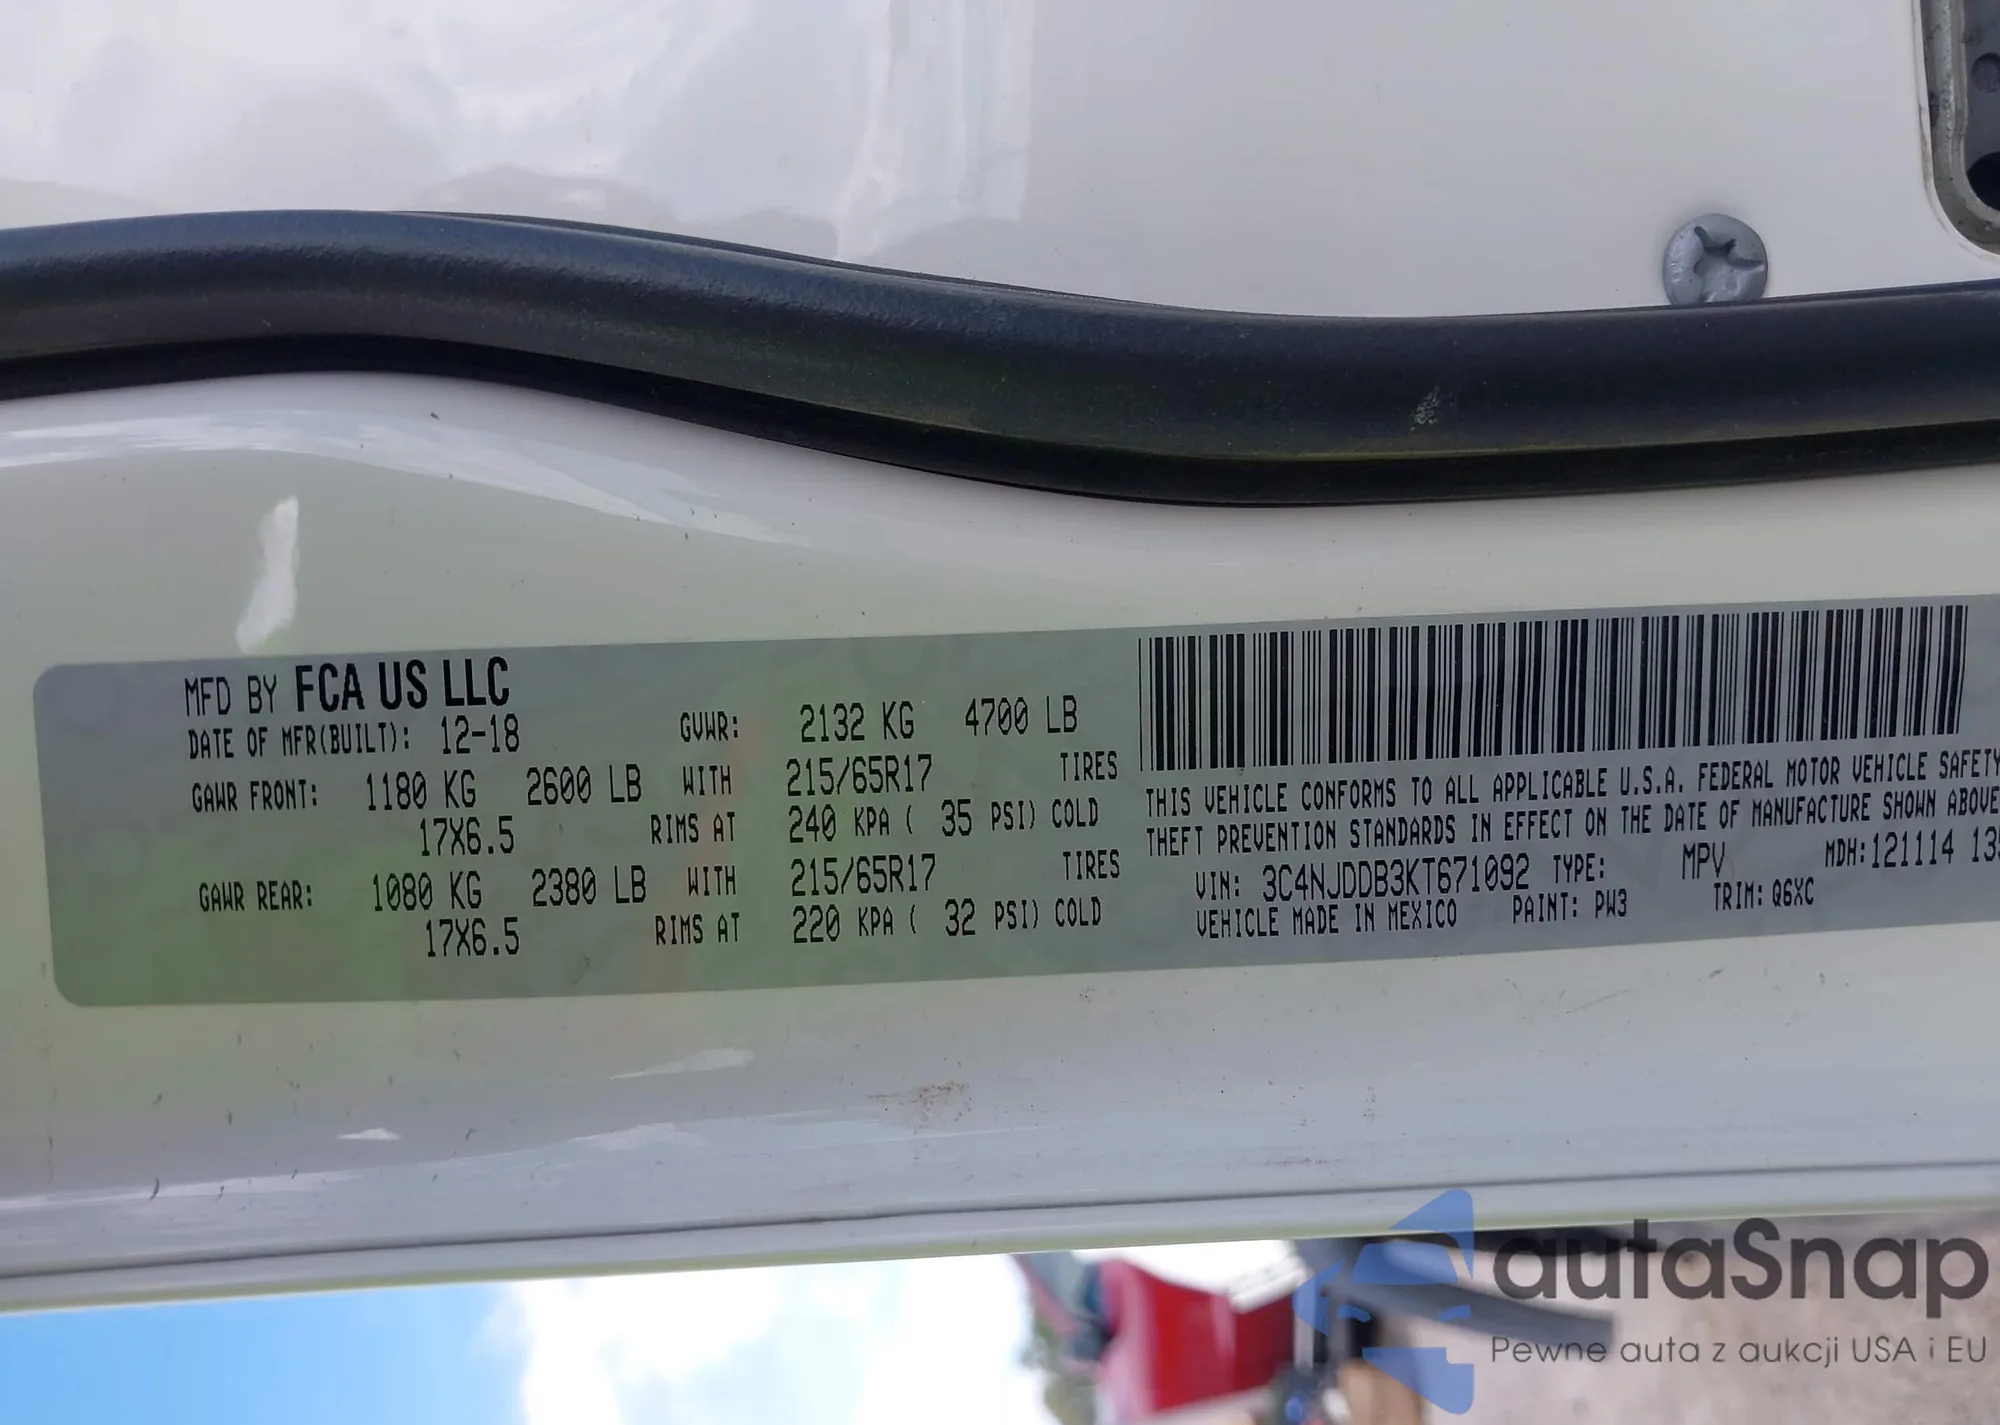 MFD BY FCA US LLC
DATE OF MFR(BUILT): 12-18 GVWR: 2132 KG 4700 LB
GAWR FRONT: 1180 KG 2600 LB WITH 215/65R17 TIRES
17X6.5 RIMS AT 240 KPA ( 35 PSI) COLD
GAWR REAR: 1080 KG 2380 LB WITH 215/65R17 TIRES
17X6.5 RIMS AT 220 KPA ( 32 PSI) COLD
THIS VEHICLE CONFORMS TO ALL APPLICABLE U.S.A. FEDERAL MOTOR VEHICLE SAFETY
THEFT PREVENTION STANDARDS IN EFFECT ON THE DATE OF MANUFACTURE SHOWN ABOVE
VIN: 3C4NJDDB3KT671092 TYPE: MPV MDH:121114 13
VEHICLE MADE IN MEXICO PAINT: PW3 TRIM: Q6XC
autaSnap
Pewne auta z aukcji USA i EU